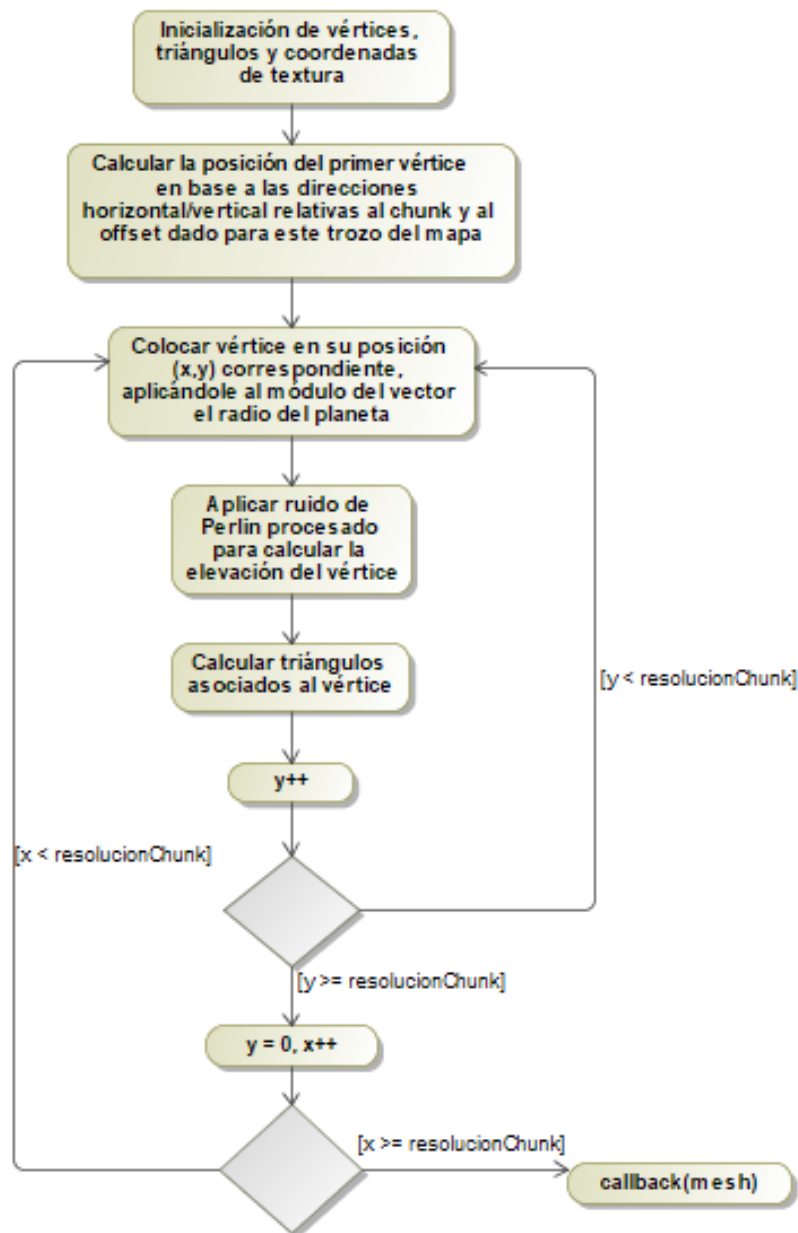 Inicialización de vértices,
triángulos y coordenadas
de textura
Calcular la posición del primer vértice
en base a las direcciones
horizontal/vertical relativas al chunk y al
offset dado para este trozo del mapa
Colocar vértice en su posición
(x,y) correspondiente,
aplicándole al módulo del vector
el radio del planeta
Aplicar ruido de
Perlin procesado
para calcular la
elevación del vértice
Calcular triángulos
asociados al vértice
[y < resolucionChunk]
y++
[x < resolucionChunk]
[y >= resolucionChunk]
y = 0, x++
[x >= resolucionChunk]
callback(mesh)